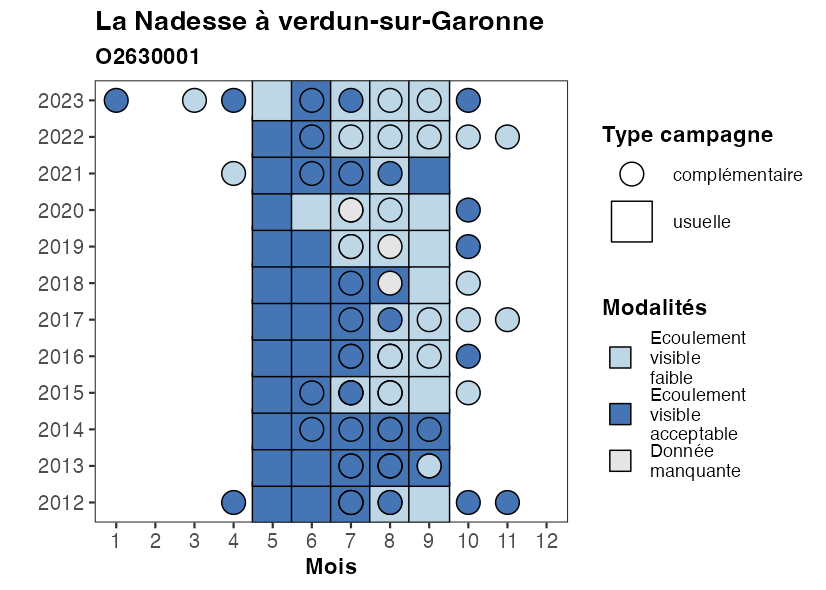 La Nadesse à verdun-sur-Garonne
O2630001
2023
2022
2021
2020
2019
2018
2017
2016
2015
2014
2013
2012
1 2 3 4 5 6 7 8 9 10 11 12
Mois
Type campagne
complémentaire
usuelle
Modalités
Ecoulement
visible
faible
Ecoulement
visible
acceptable
Donnée
manquante